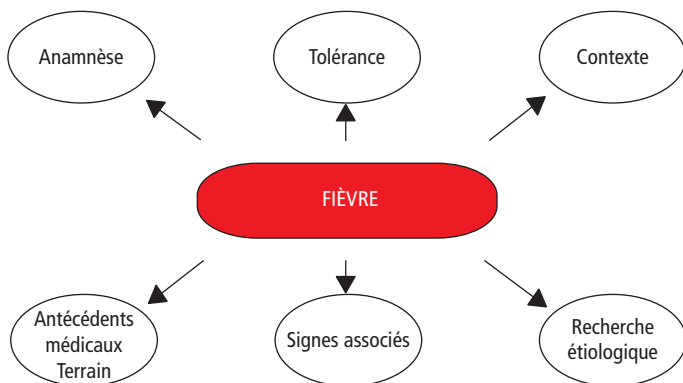 Anamnèse
Tolérance
Contexte
FIÈVRE
Antécédents
médicaux
Terrain
Signes associés
Recherche
étiologique